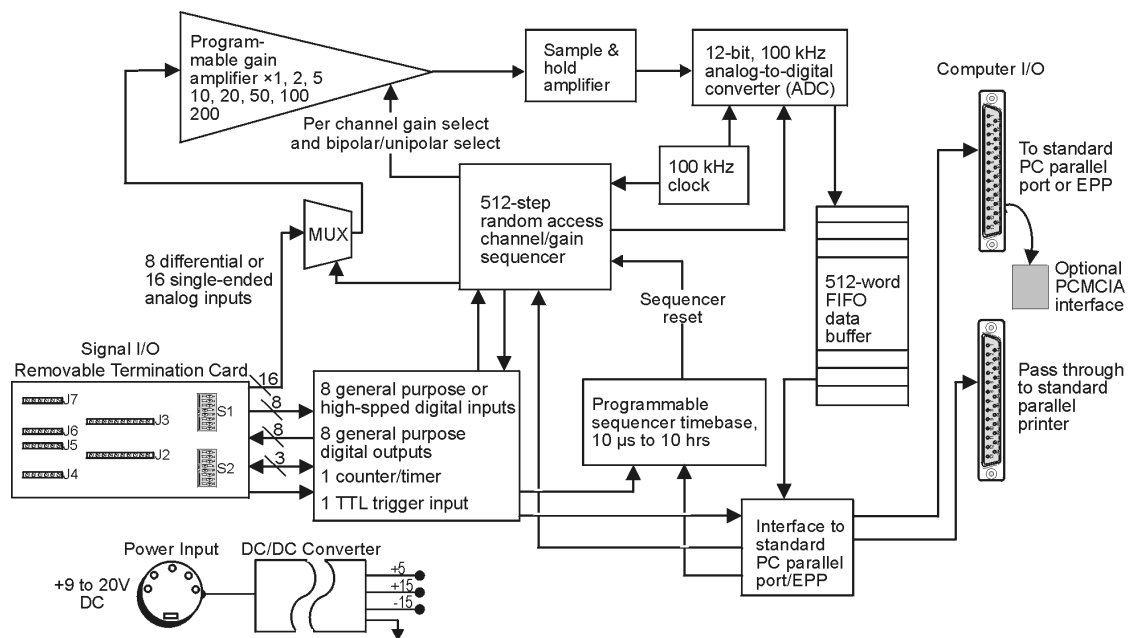 Program-
mable gain
amplifier ×1, 2, 5
10, 20, 50, 100
200
Sample &
hold
amplifier
12-bit, 100 kHz
analog-to-digital
converter (ADC)
Computer I/O
Per channel gain select
and bipolar/unipolar select
100 kHz
clock
To standard
PC parallel
port or EPP
MUX
512-step
random access
channel/gain
sequencer
8 differential or
16 single-ended
analog inputs
Sequencer
reset
512-word
FIFO
data
buffer
Optional
PCMCIA
interface
Signal I/O
Removable Termination Card
16
J7
J3
S1
J6
J5
J2
S2
J4
8
8
3
8 general purpose or
high-spped digital inputs
8 general purpose
digital outputs
1 counter/timer
1 TTL trigger input
Programmable
sequencer timebase,
10 µs to 10 hrs
Pass through
to standard
parallel
printer
Interface to
standard
PC parallel
port/EPP
Power Input
DC/DC Converter
+9 to 20V
DC
+5
+15
-15